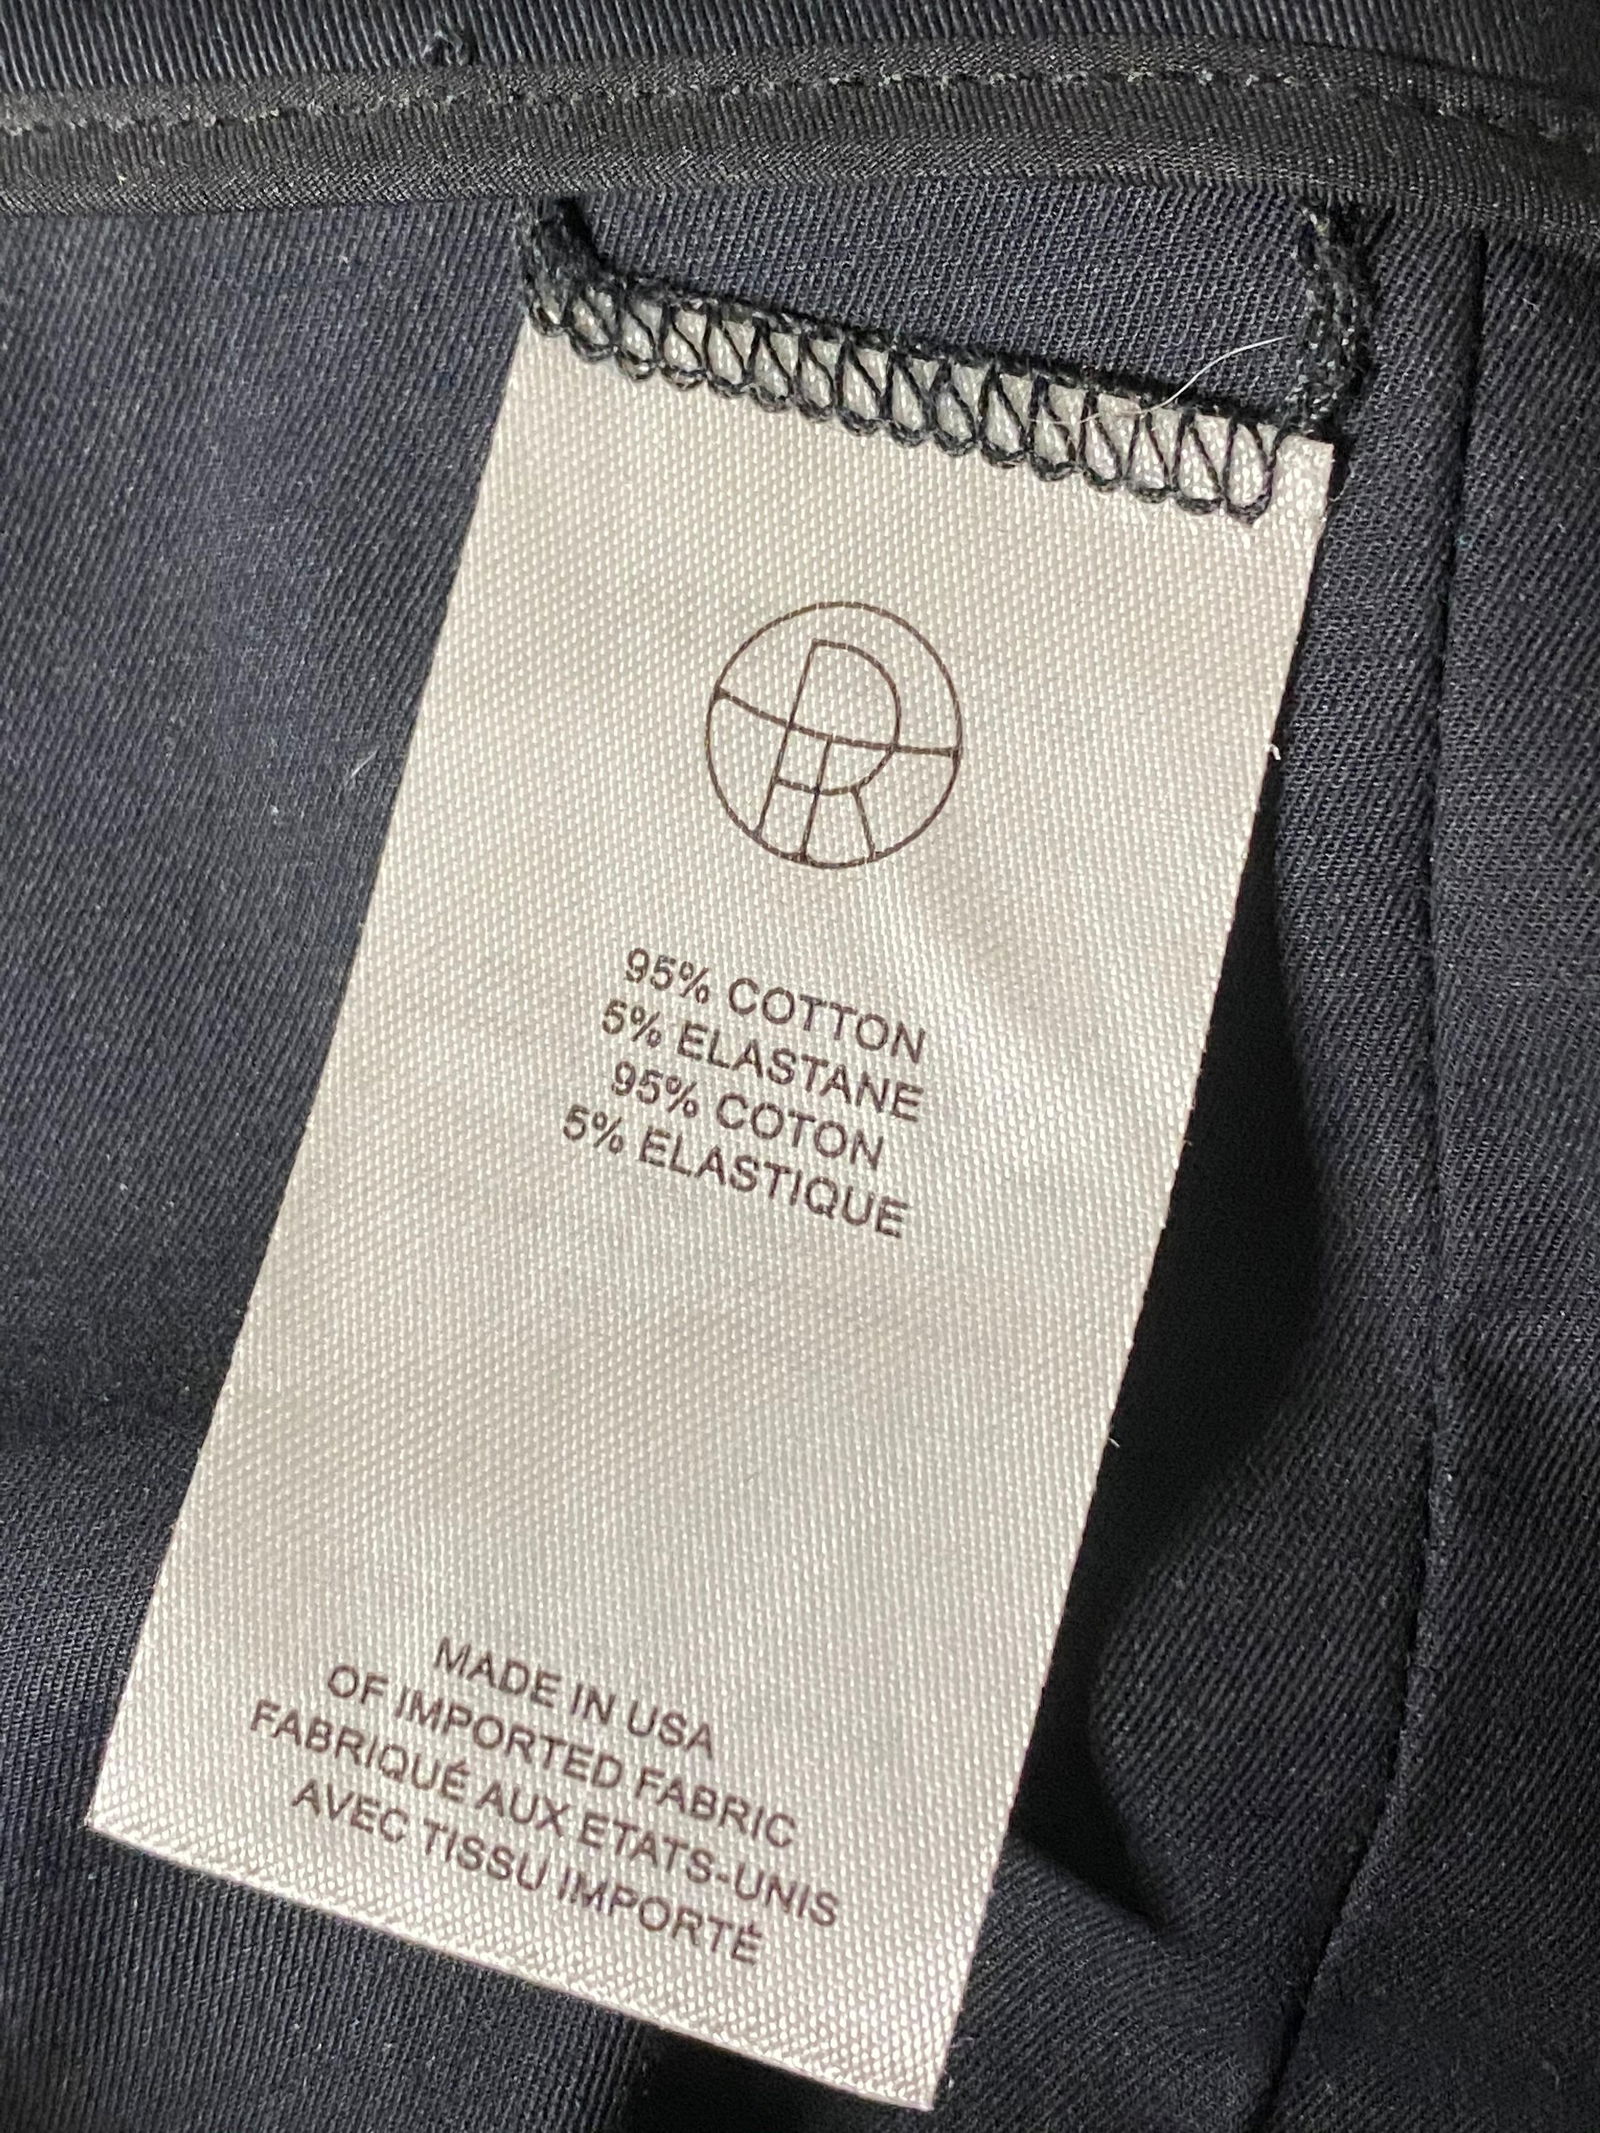 95% COTTON
5% ELASTANE
95% COTON
5% ELASTIQUE
MADE IN USA
OF IMPORTED FABRIC
FABRIQUÉ AUX ETATS-UNIS
AVEC TISSU IMPORTÉ